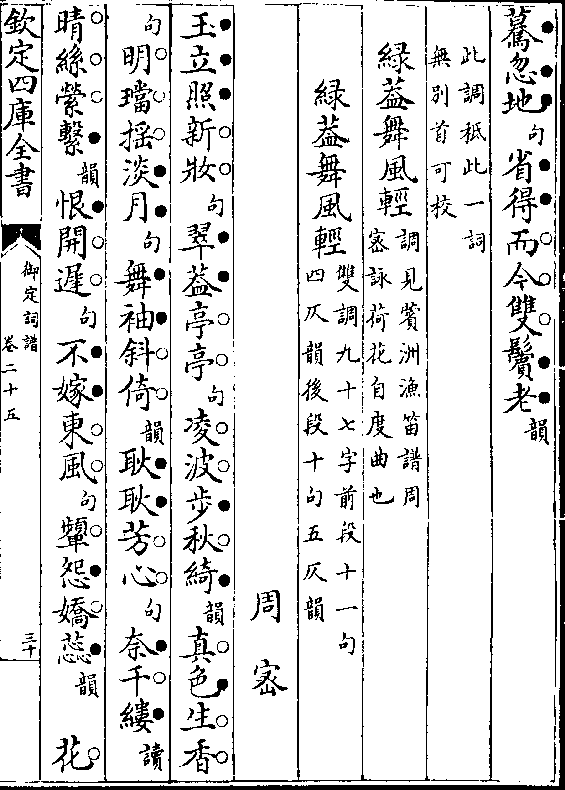 驀忽地句省得而今雙鬢老韻
此調祗此一詞
無別首可校
緑葢舞風輕調見蘋洲漁笛譜周
密詠荷花自度曲也
緑葢舞風輕雙調九十七字前段十一句
四仄韻後段十句五仄韻
周密
玉立照新妝句翠葢亭亭句凌波步秋綺韻真色生香
句明璫揺淡月句舞袖斜倚韻耿耿芳心句奈千縷讀
晴絲縈繫韻恨開遲句不嫁東風句顰怨嬌蕊韻花
欽定四庫全書
御定詞譜
卷二十五
三十